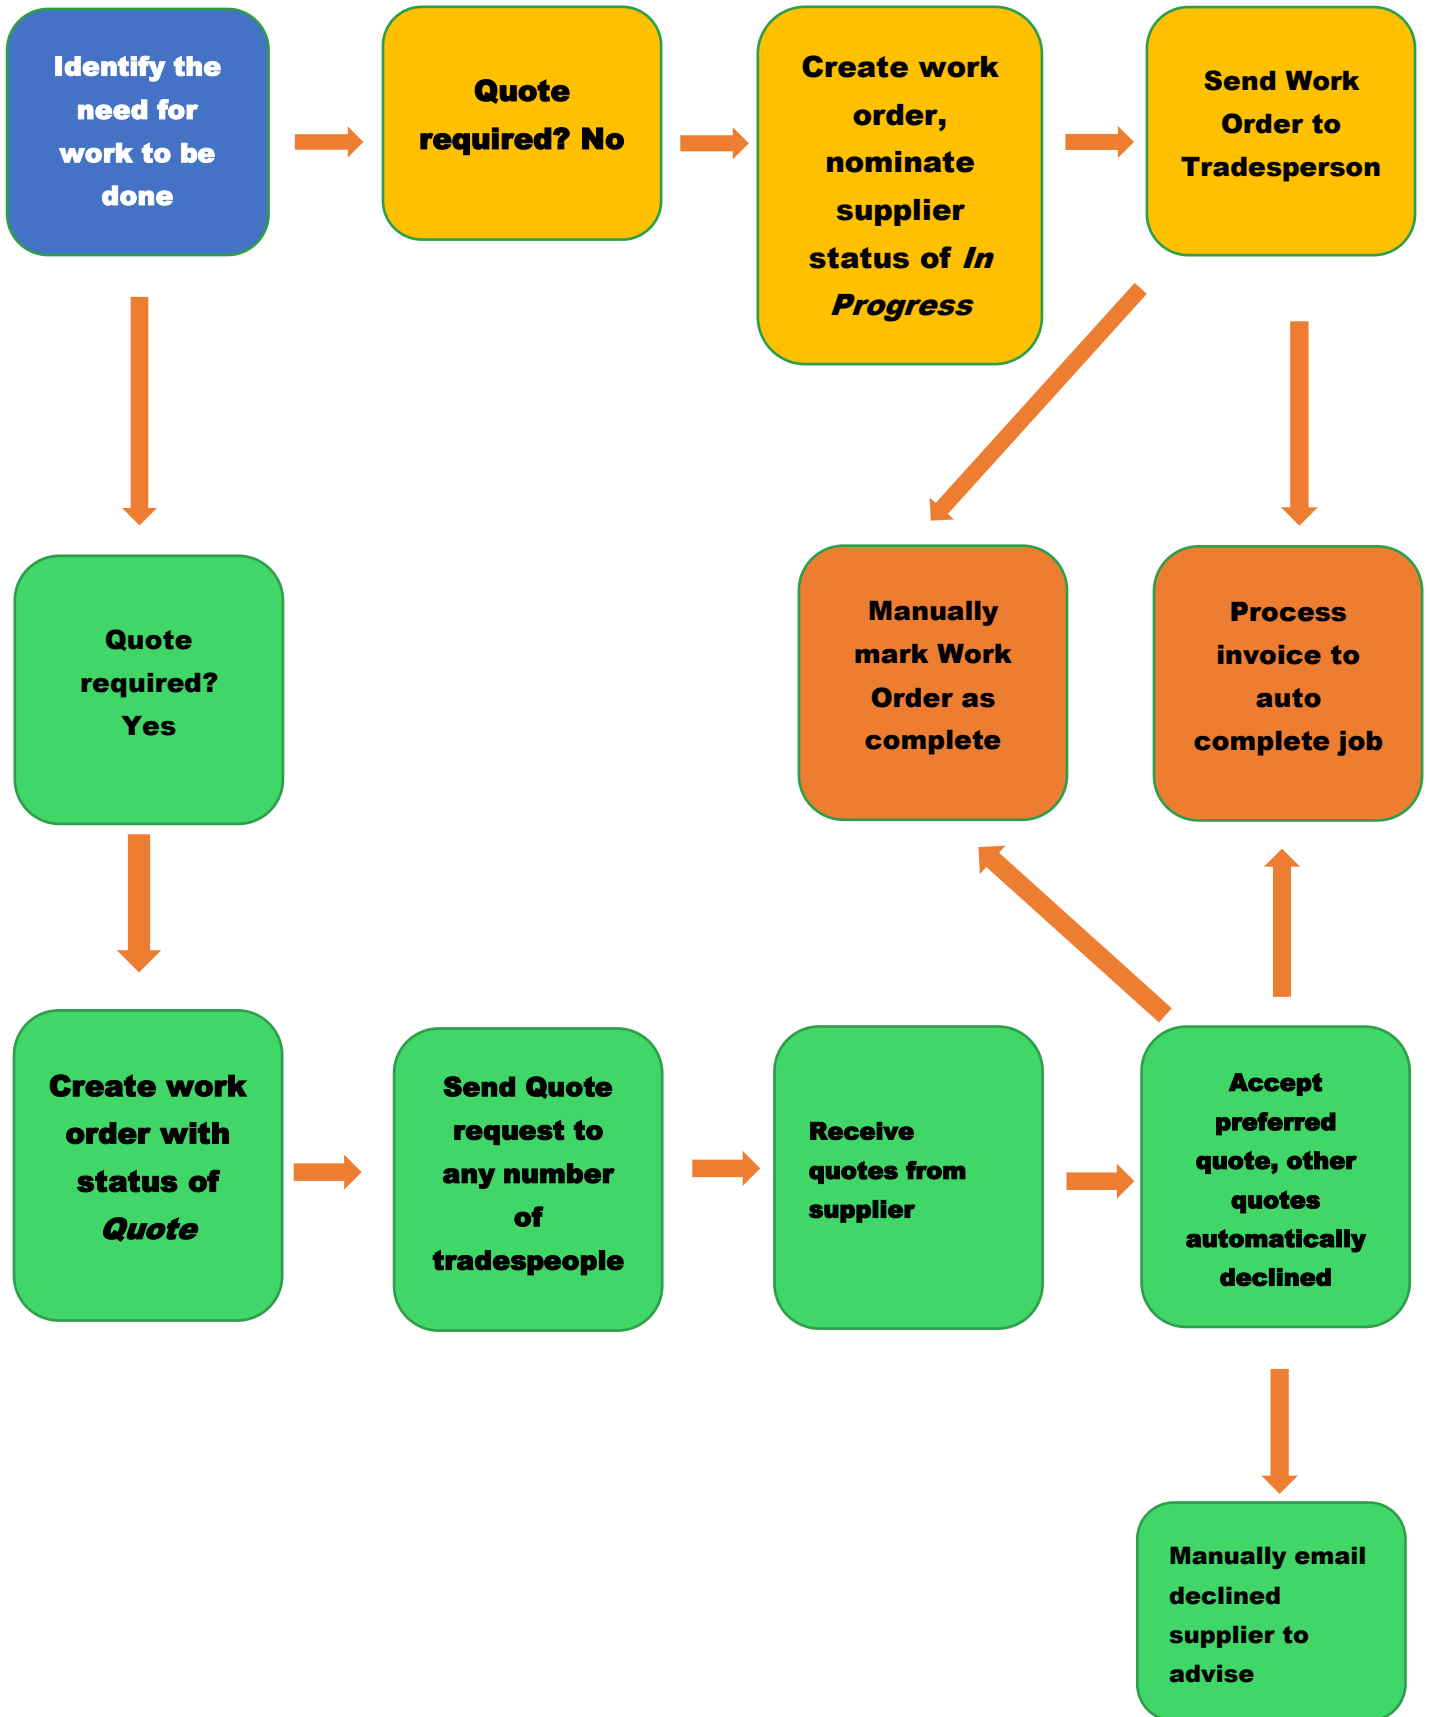 Identify the
need for
work to be
done
Quote
required? No
Create work
order,
nominate
supplier
status of In
Progress
Send Work
Order to
Tradesperson
Quote
required?
Yes
Manually
mark Work
Order as
complete
Process
invoice to
auto
complete job
Create work
order with
status of
Quote
Send Quote
request to
any number
of
tradespeople
Receive
quotes from
supplier
Accept
preferred
quote, other
quotes
automatically
declined
Manually email
declined
supplier to
advise